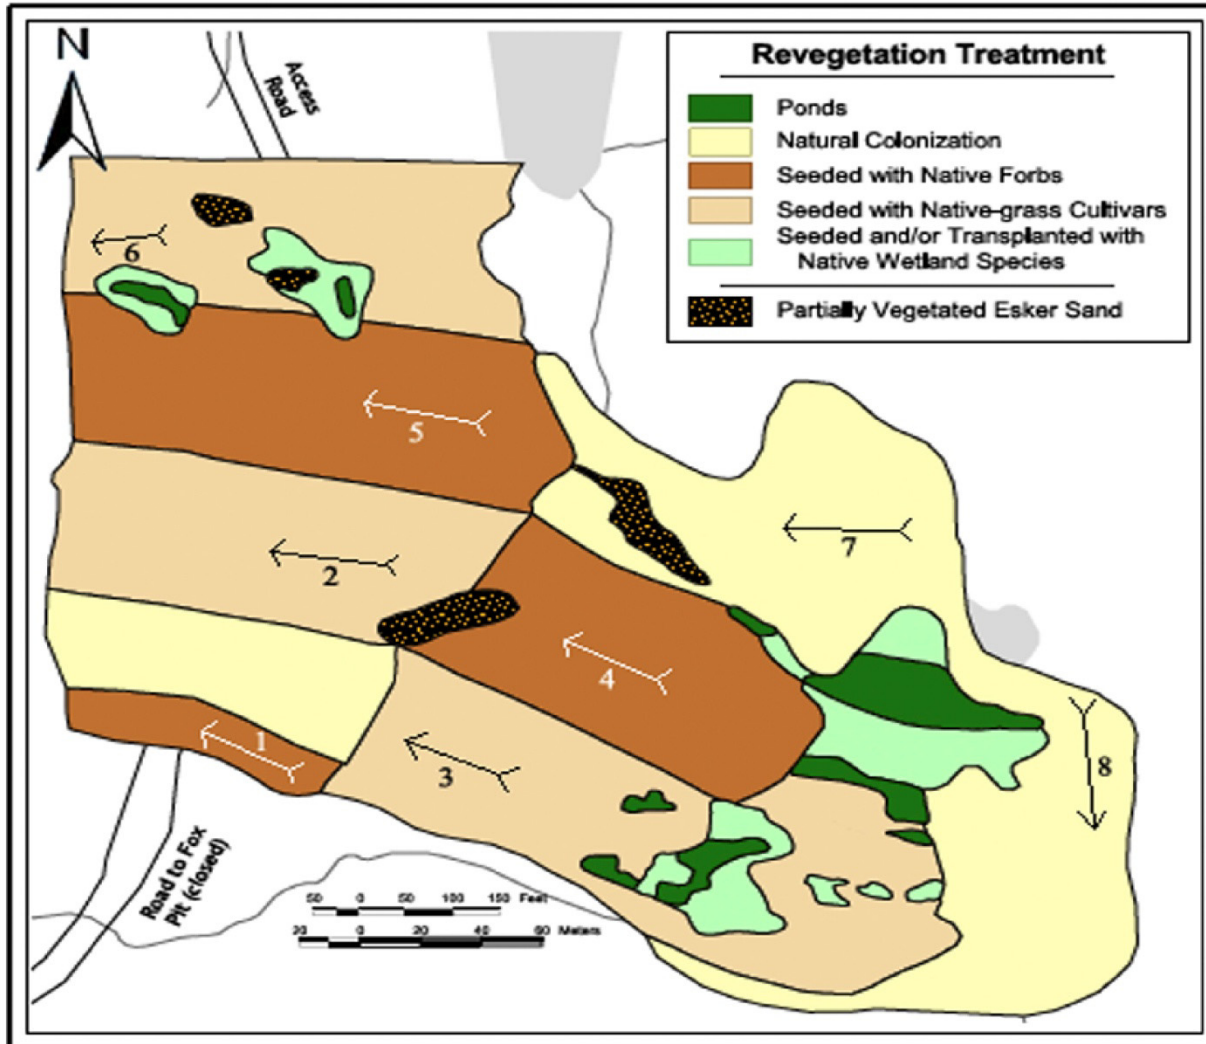 N
Access
Road
Revegetation Treatment
Ponds
Natural Colonization
Seeded with Native Forbs
Seeded with Native-grass Cultivars
Seeded and/or Transplanted with
Native Wetland Species
Partially Vegetated Esker Sand
6
5
7
2
4
8
1
3
Road to Fox
Pit (closed)
50 0 50 100 150 Feet
20 0 20 40 60 Meters